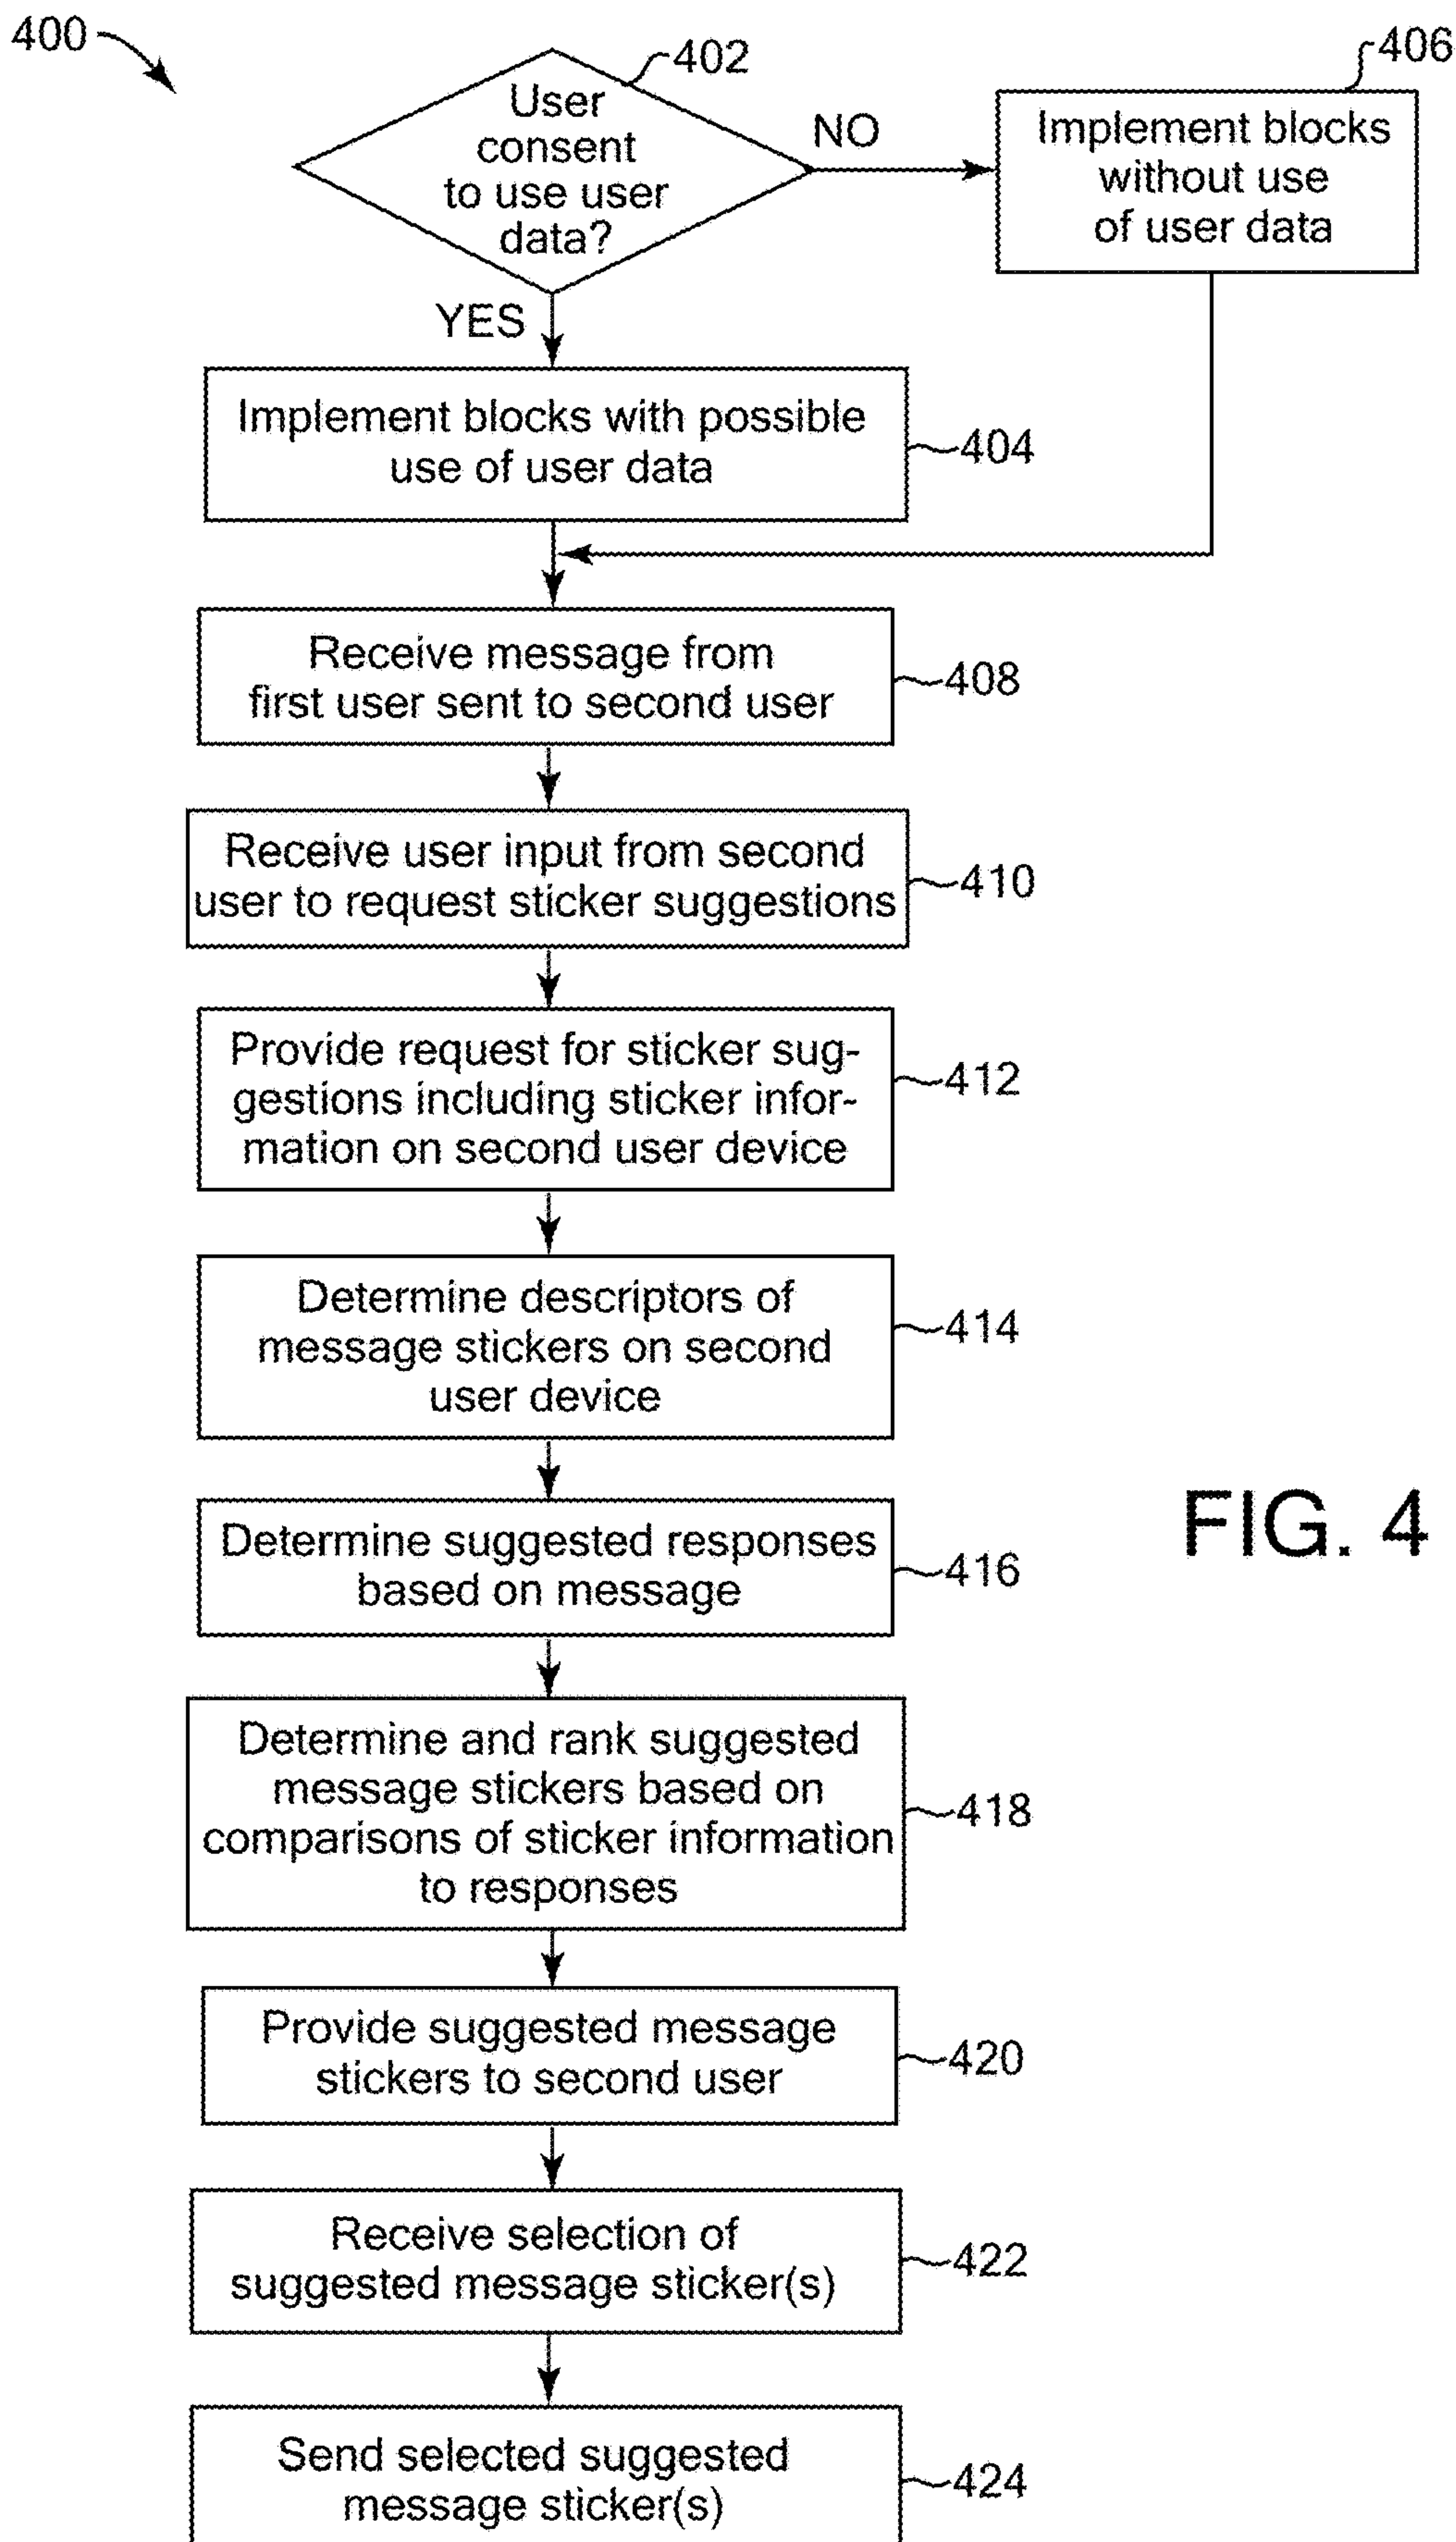 400
402
User
consent
to use user
data?
NO
406
Implement blocks
without use
of user data
YES
Implement blocks with possible
use of user data
404
Receive message from
first user sent to second user
408
Receive user input from second
user to request sticker suggestions
410
Provide request for sticker sug-
gestions including sticker infor-
mation on second user device
412
Determine descriptors of
message stickers on second
user device
414
Determine suggested responses
based on message
416
FIG. 4
Determine and rank suggested
message stickers based on
comparisons of sticker information
to responses
418
Provide suggested message
stickers to second user
420
Receive selection of
suggested message sticker(s)
422
Send selected suggested
message sticker(s)
424